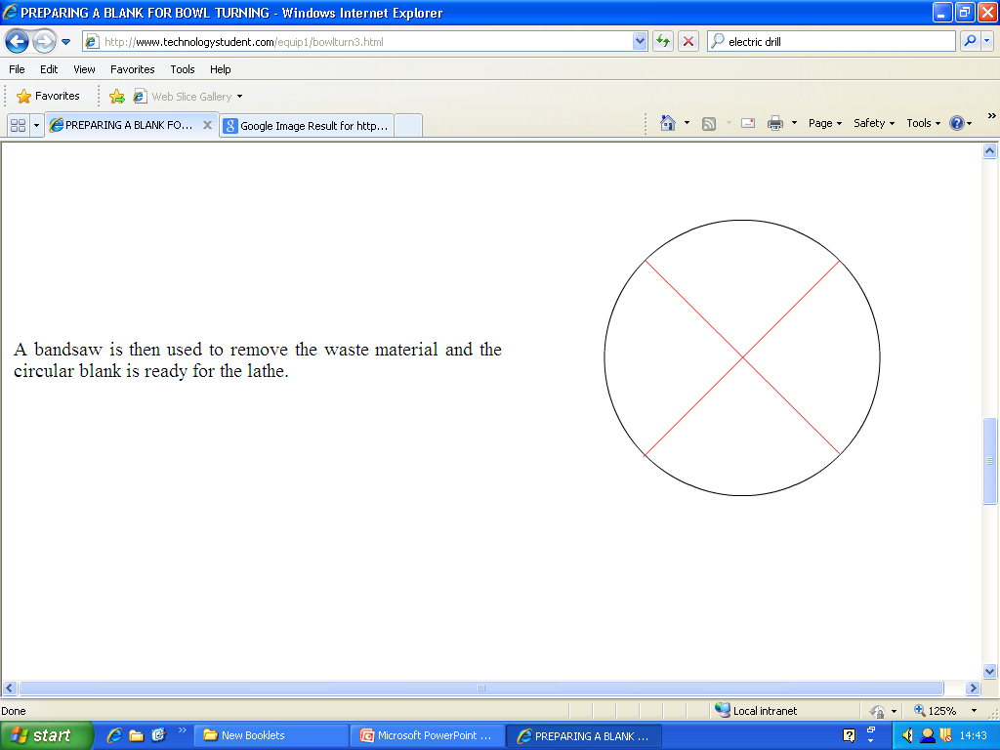 PREPARING A BLANK FOR BOWL TURNING - Windows Internet Explorer
http://www.technologystudent.com/equip1/bowlturn3.html
electric drill
File Edit View Favorites Tools Help
Favorites Web Slice Gallery
PREPARING A BLANK FO... Google Image Result for http... Page Safety Tools
A bandsaw is then used to remove the waste material and the
circular blank is ready for the lathe.
Done Local intranet 125%
start New Booklets Microsoft PowerPoint ... PREPARING A BLANK ... 14:43